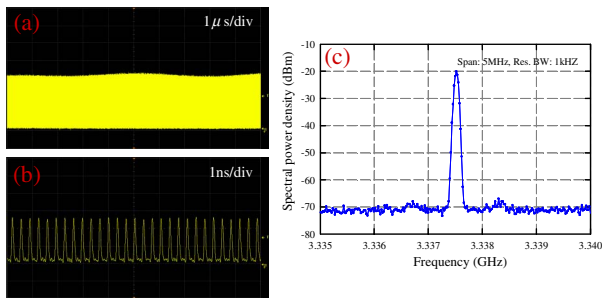 (a)
1μs/div
(b)
1ns/div
(c)
Span: 5MHz, Res. BW: 1kHZ
Spectral power density (dBm)
-10
-20
-30
-40
-50
-60
-70
-80
3.335
3.336
3.337
3.338
3.339
3.340
Frequency (GHz)